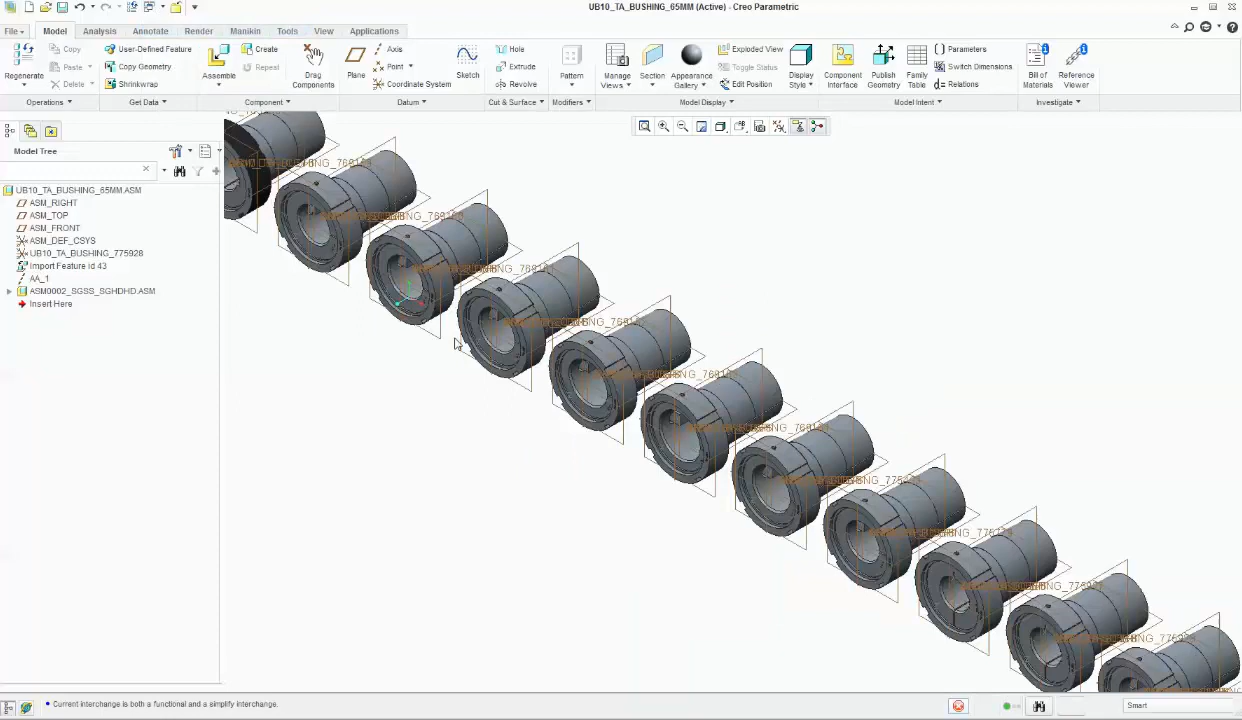 UB10_TA_BUSHING_65MM (Active) - Creo Parametric
File Model Analysis Annotate Render Manikin Tools View Applications
Regenerate
Copy
Paste
Delete
Operations
User-Defined Feature
Copy Geometry
Shrinkwrap
Get Data
Assemble
Create
Repeat
Drag Components
Component
Plane
Axis
Point
Coordinate System
Sketch
Datum
Hole
Extrude
Revolve
Cut & Surface
Pattern
Modifiers
Manage Views
Section
Appearance Gallery
Exploded View
Toggle Status
Edit Position
Display Style
Model Display
Component Interface
Publish Geometry
Family Table
Parameters
Switch Dimensions
Relations
Model Intent
Bill of Materials
Reference Viewer
Investigate
Model Tree
UB10_TA_BUSHING_65MM.ASM
ASM_RIGHT
ASM_TOP
ASM_FRONT
ASM_DEF_CSYS
UB10_TA_BUSHING_775928
Import Feature id 43
AA_1
ASM0002_SGSS_SGHDHD.ASM
Insert Here
Current interchange is both a functional and a simplify interchange.
Smart